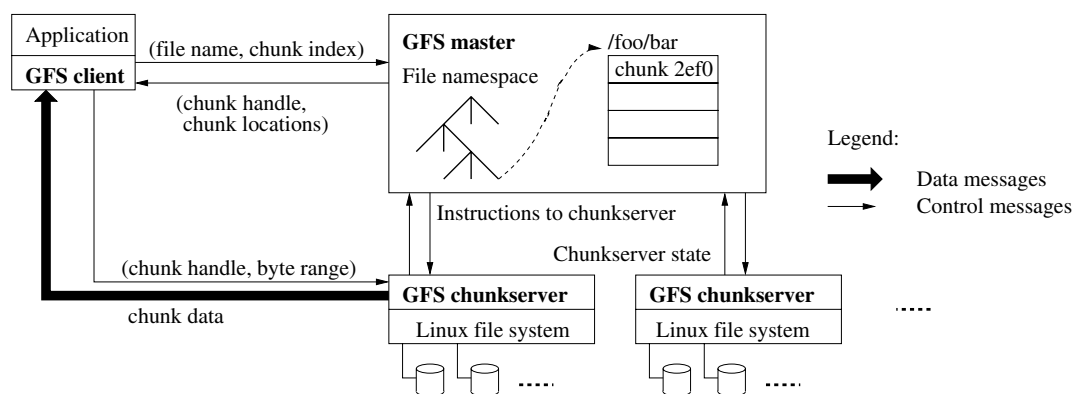 Application
GFS client
(file name, chunk index)
(chunk handle,
chunk locations)
GFS master
File namespace
/foo/bar
chunk 2ef0
Legend:
Data messages
Control messages
Instructions to chunkserver
Chunkserver state
(chunk handle, byte range)
chunk data
GFS chunkserver
Linux file system
GFS chunkserver
Linux file system